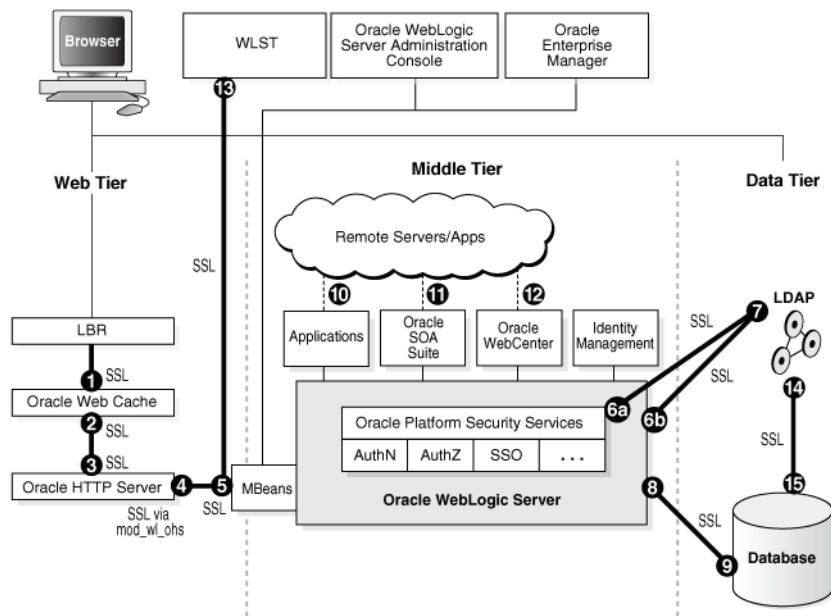 Browser
WLST
Oracle WebLogic
Server Administration
Console
Oracle
Enterprise
Manager
13
Web Tier
Middle Tier
Data Tier
Remote Servers/Apps
SSL
10
11
12
7
LDAP
LBR
Applications
Oracle
SOA
Suite
Oracle
WebCenter
Identity
Management
SSL
SSL
1
SSL
Oracle Web Cache
2
SSL
3
SSL
Oracle HTTP Server
4
5
SSL
SSL via
mod_wl_ohs
MBeans
6a
6b
Oracle Platform Security Services
AuthN
AuthZ
SSO
...
Oracle WebLogic Server
14
SSL
15
8
SSL
9
Database